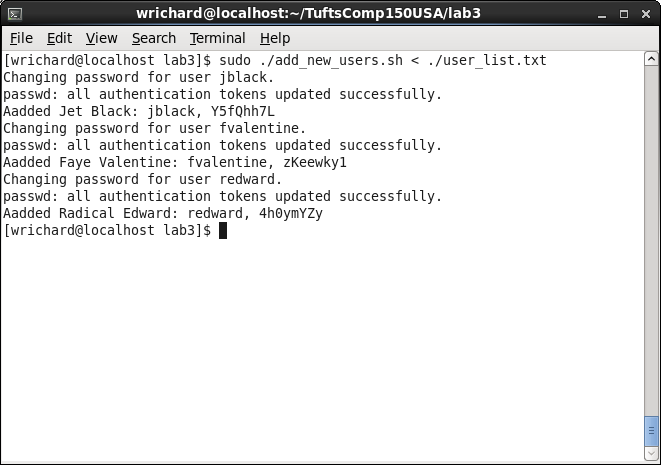 wrichard@localhost:~/TuftsComp150USA/lab3
File Edit View Search Terminal Help
[wrichard@localhost lab3]$ sudo ./add_new_users.sh < ./user_list.txt
Changing password for user jblack.
passwd: all authentication tokens updated successfully.
Aadded Jet Black: jblack, Y5fQhh7L
Changing password for user fvalentine.
passwd: all authentication tokens updated successfully.
Aadded Faye Valentine: fvalentine, zKeewky1
Changing password for user redward.
passwd: all authentication tokens updated successfully.
Aadded Radical Edward: redward, 4h0ymYZy
[wrichard@localhost lab3]$